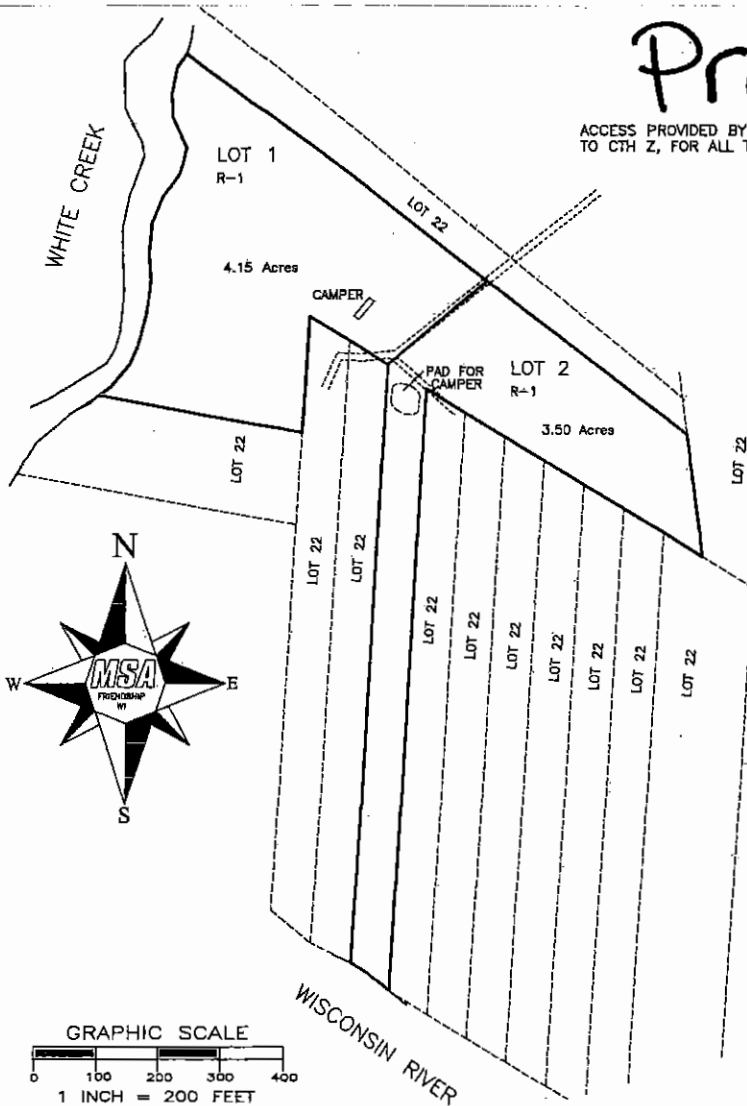 Pr
ACCESS PROVIDED BY
TO CTH Z, FOR ALL
WHITE CREEK
LOT 1
R-1
LOT 22
4.15 Acres
CAMPER
PAD FOR
CAMPER
LOT 2
R-1
3.50 Acres
LOT 22
LOT 22
LOT 22
LOT 22
LOT 22
LOT 22
LOT 22
LOT 22
LOT 22
LOT 22
LOT 22
N
W
MSA
FRIENDSHIP
WI
E
S
WISCONSIN RIVER
GRAPHIC SCALE
0 100 200 300 400
1 INCH = 200 FEET